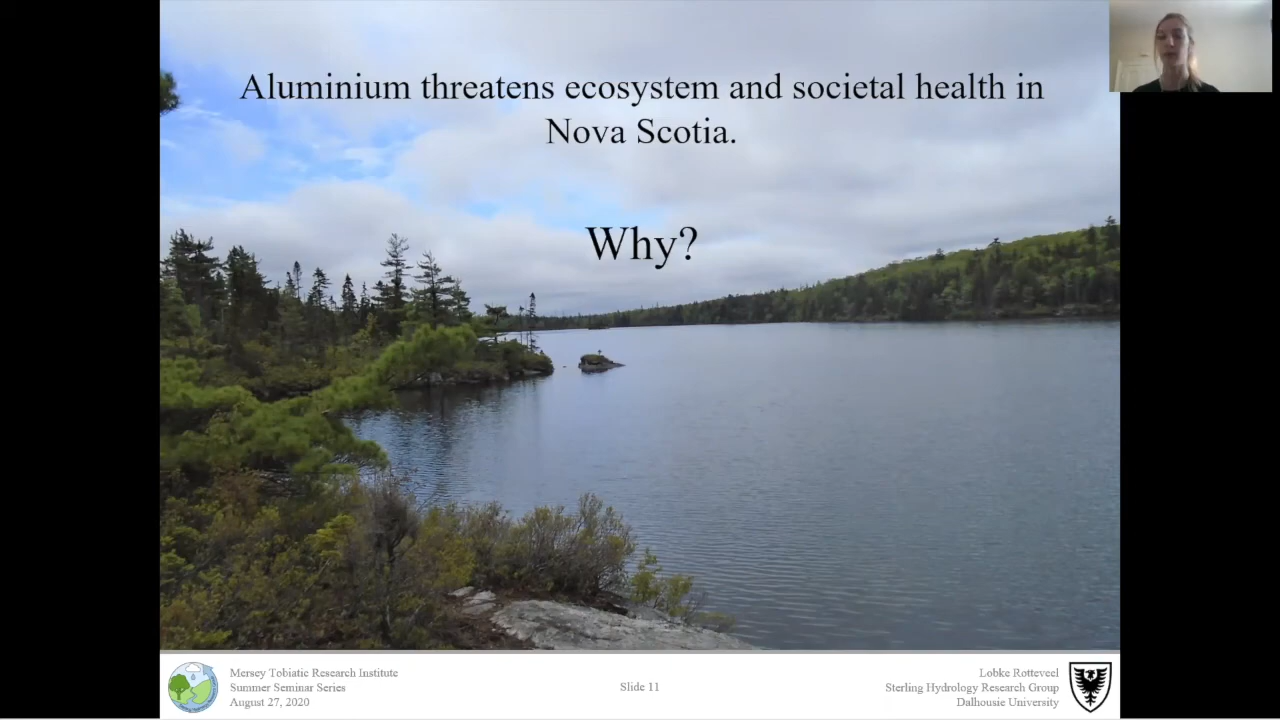 Aluminium threatens ecosystem and societal health in
Nova Scotia.
Why?
Mersey Tobiatic Research Institute
Summer Seminar Series
August 27, 2020
Slide 11
Lobke Rotteveel
Sterling Hydrology Research Group
Dalhousie University